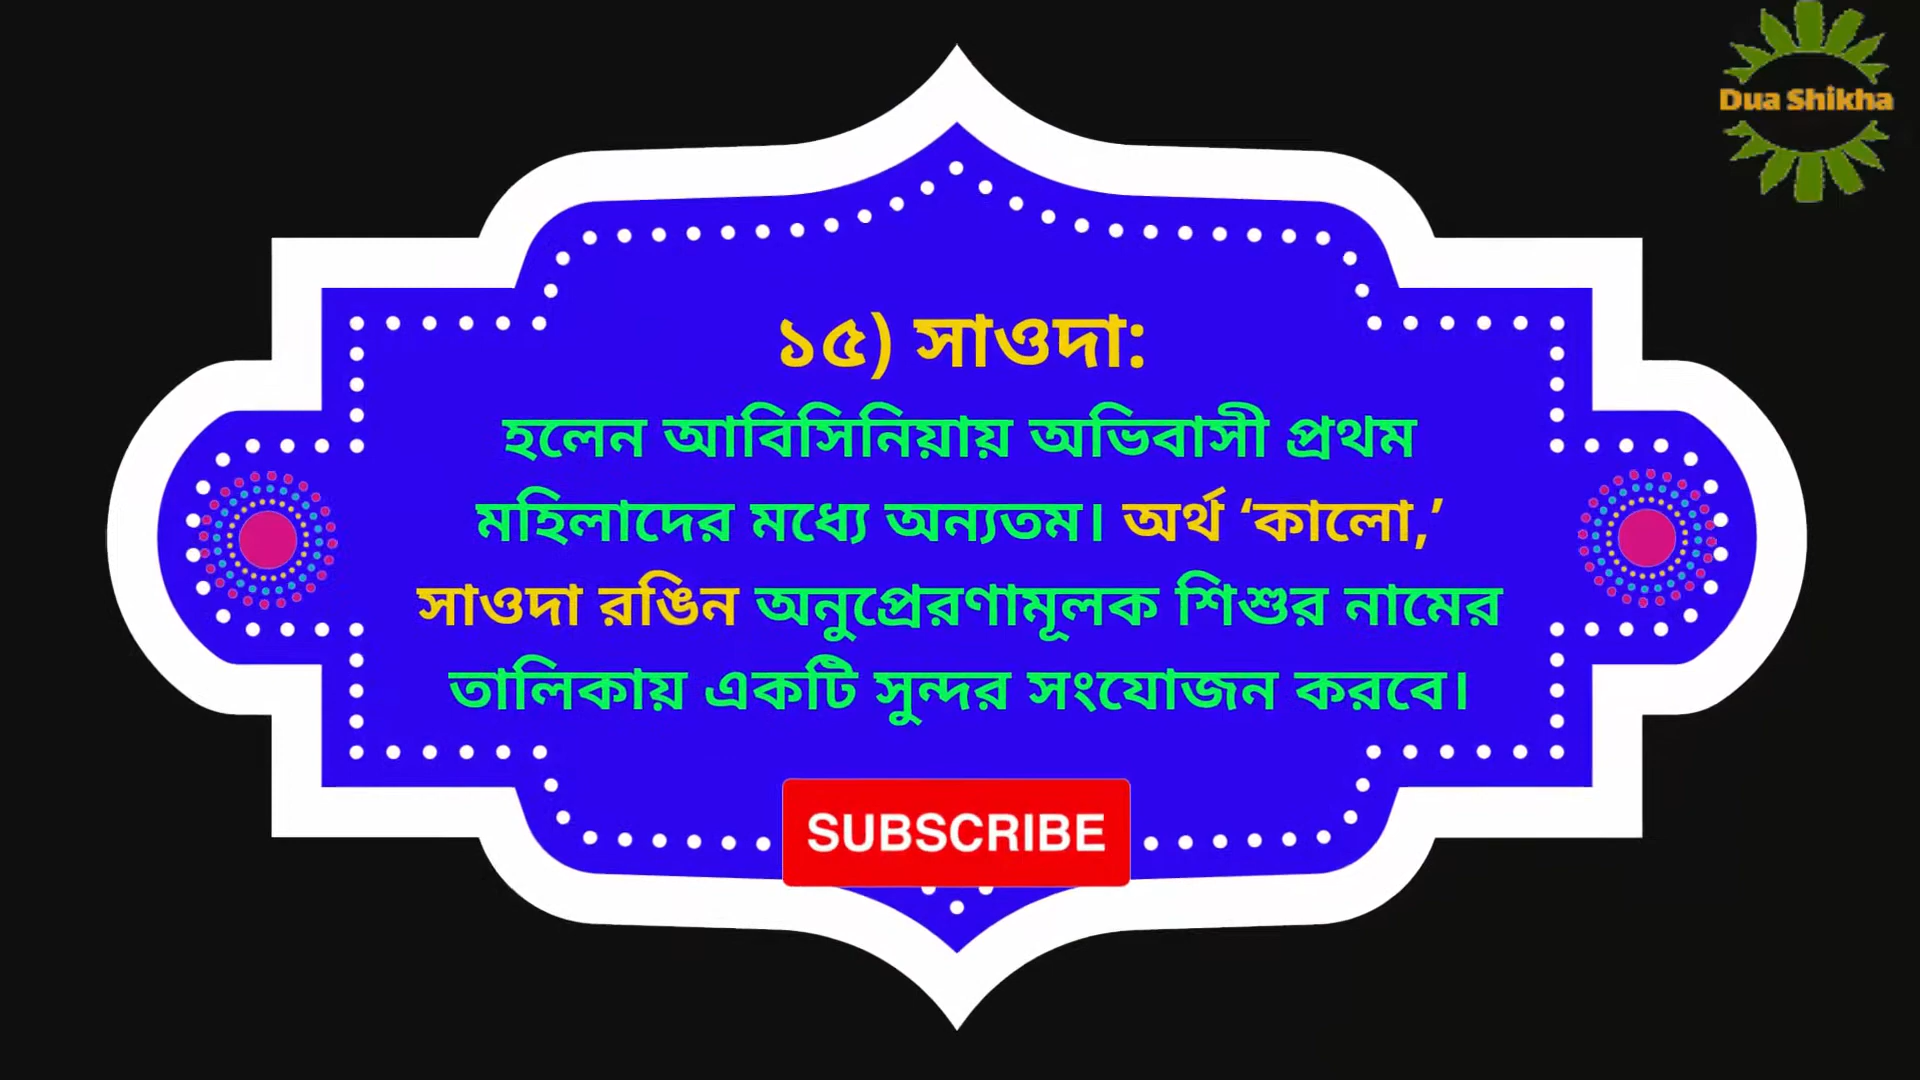 Dua Shikha
১৫) সাওদা:
হলেন আবিসিনিয়ায় অভিবাসী প্রথম
মহিলাদের মধ্যে অন্যতম। অর্থ ‘কালো,’
সাওদা রঙিন অনুপ্রেরণামূলক শিশুর নামের
তালিকায় একটি সুন্দর সংযোজন করবে।
SUBSCRIBE